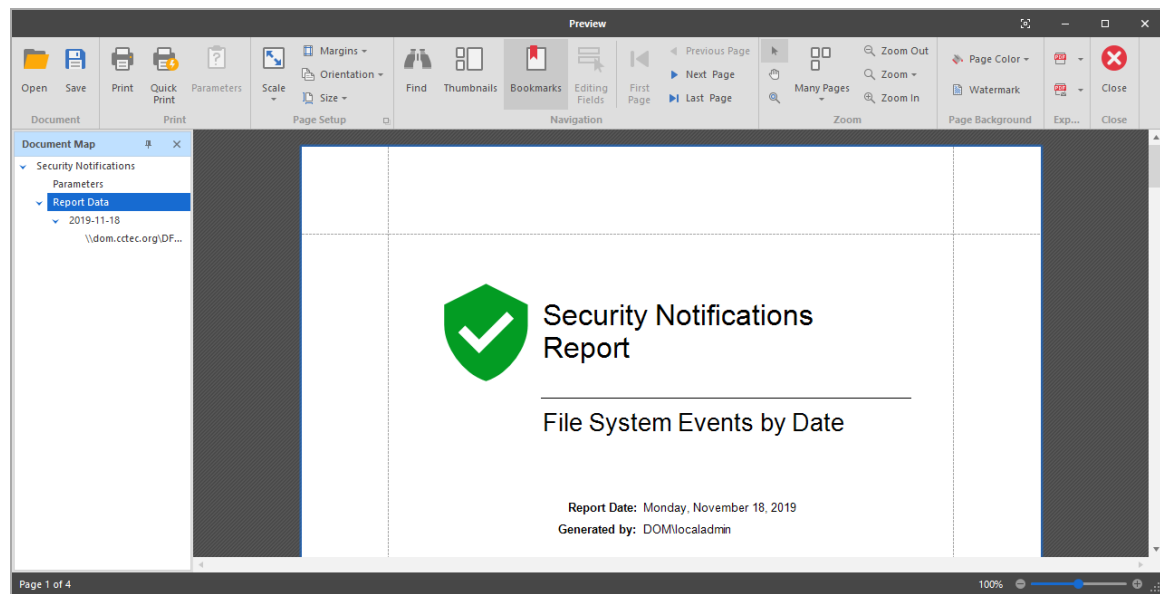 Preview
Open Save Print Quick Print Parameters Scale Margins Orientation Size Find Thumbnails Bookmarks Editing Fields First Page Previous Page Next Page Last Page Many Pages Zoom Out Zoom Zoom In Page Color Watermark Close
Document Print Page Setup Navigation Zoom Page Background Exp... Close
Document Map
Security Notifications
Parameters
Report Data
2019-11-18
\\dom.cctec.org\DF...
Security Notifications
Report
File System Events by Date
Report Date: Monday, November 18, 2019
Generated by: DOM\localadmin
Page 1 of 4
100%